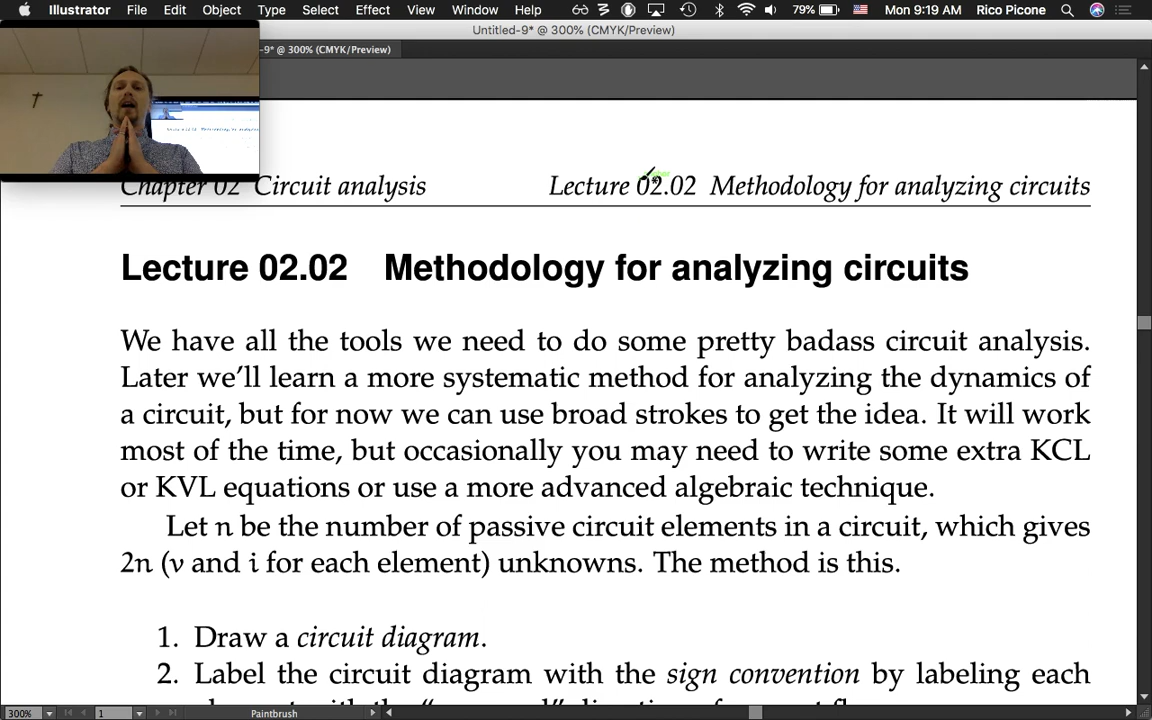 Illustrator File Edit Object Type Select Effect View Window Help 79% Mon 9:19 AM Rico Picone
Untitled-9* @ 300% (CMYK/Preview)
-9* @ 300% (CMYK/Preview)
Chapter 02 Circuit analysis Lecture 02.02 Methodology for analyzing circuits
Lecture 02.02 Methodology for analyzing circuits
We have all the tools we need to do some pretty badass circuit analysis.
Later we'll learn a more systematic method for analyzing the dynamics of
a circuit, but for now we can use broad strokes to get the idea. It will work
most of the time, but occasionally you may need to write some extra KCL
or KVL equations or use a more advanced algebraic technique.
Let n be the number of passive circuit elements in a circuit, which gives
2n (v and i for each element) unknowns. The method is this.
1. Draw a circuit diagram.
2. Label the circuit diagram with the sign convention by labeling each
300% 1 Paintbrush